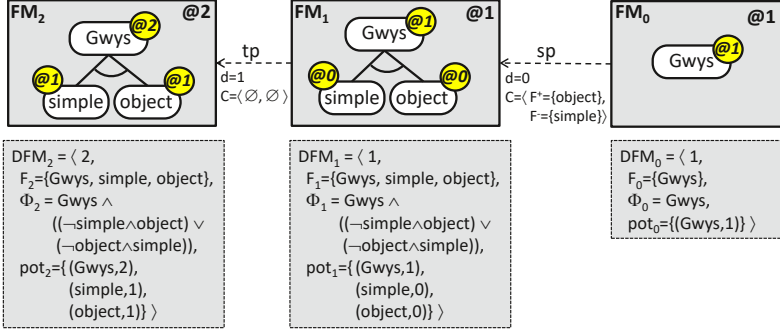 FM₂ @2
@2
Gwys
@1 @1
simple object
tp
d=1
C=⟨∅, ∅⟩
FM₁ @1
@1
Gwys
@0 @0
simple object
sp
d=0
C=⟨ F⁺={object},
F⁻={simple}⟩
FM₀ @1
@1
Gwys
DFM₂ = ⟨ 2,
F₂={Gwys, simple, object},
Φ₂ = Gwys ∧
((¬simple∧object) ∨
(¬object∧simple)),
pot₂={(Gwys,2),
(simple,1),
(object,1)} ⟩
DFM₁ = ⟨ 1,
F₁={Gwys, simple, object},
Φ₁ = Gwys ∧
((¬simple∧object) ∨
(¬object∧simple)),
pot₁={(Gwys,1),
(simple,0),
(object,0)} ⟩
DFM₀ = ⟨ 1,
F₀={Gwys},
Φ₀ = Gwys,
pot₀={(Gwys,1)} ⟩